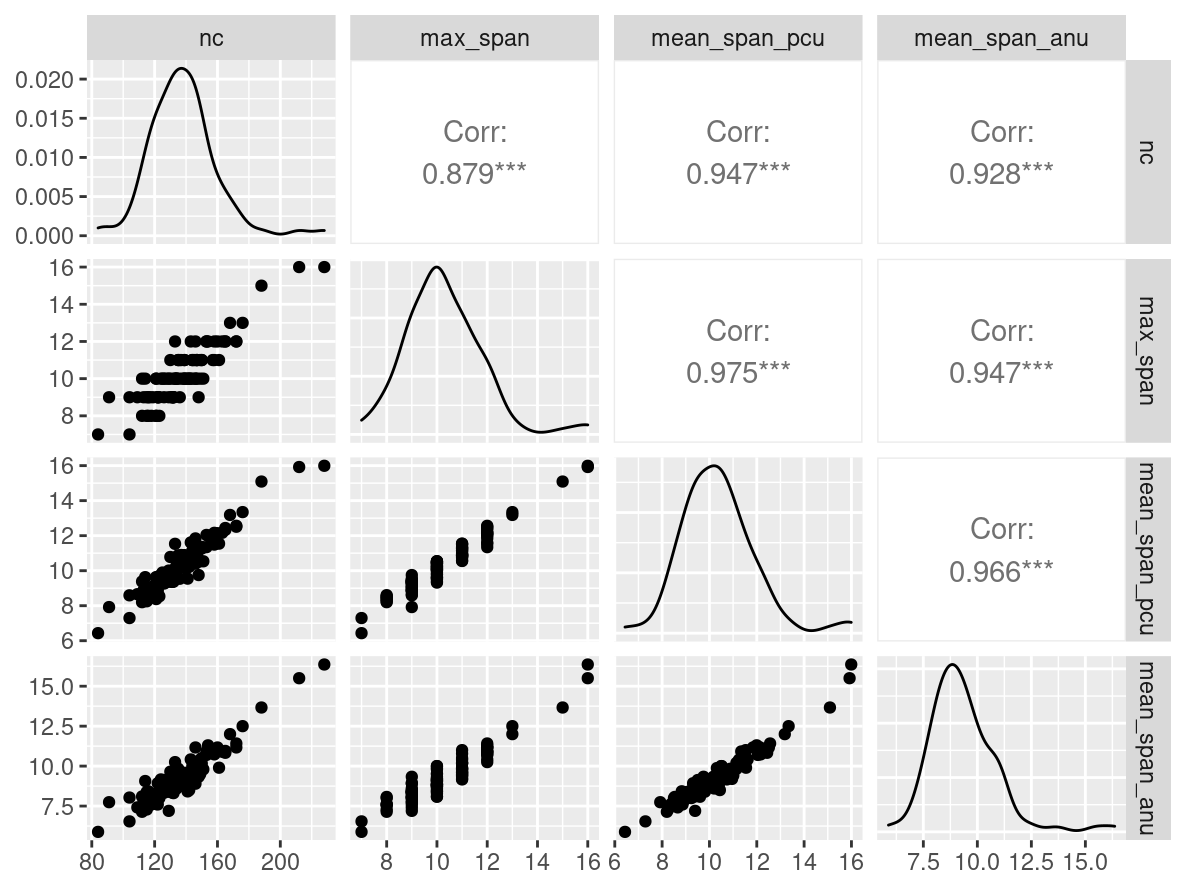 nc
max_span
mean_span_pcu
mean_span_anu
0.020
0.015
0.010
0.005
0.000
Corr:
0.879***
Corr:
0.947***
Corr:
0.928***
nc
16
14
12
10
8
Corr:
0.975***
Corr:
0.947***
max_span
16
14
12
10
8
6
Corr:
0.966***
mean_span_pcu
15.0
12.5
10.0
7.5
mean_span_anu
80 120 160 200
8 10 12 14 16
6 8 10 12 14 16
7.5 10.0 12.5 15.0